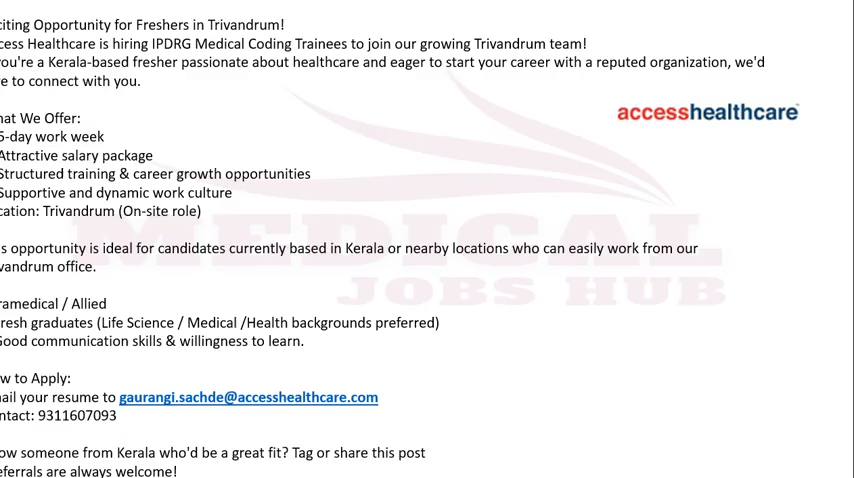 citing Opportunity for Freshers in Trivandrum!
cess Healthcare is hiring IPDRG Medical Coding Trainees to join our growing Trivandrum team!
you're a Kerala-based fresher passionate about healthcare and eager to start your career with a reputed organization, we'd
e to connect with you.
accesshealthcare
hat We Offer:
5-day work week
Attractive salary package
Structured training & career growth opportunities
Supportive and dynamic work culture
cation: Trivandrum (On-site role)
MEDICAL
JOBS HUB
s opportunity is ideal for candidates currently based in Kerala or nearby locations who can easily work from our
vandrum office.
ramedical / Allied
resh graduates (Life Science / Medical /Health backgrounds preferred)
Good communication skills & willingness to learn.
w to Apply:
ail your resume to gaurangi.sachde@accesshealthcare.com
ntact: 9311607093
ow someone from Kerala who'd be a great fit? Tag or share this post
eferrals are always welcome!